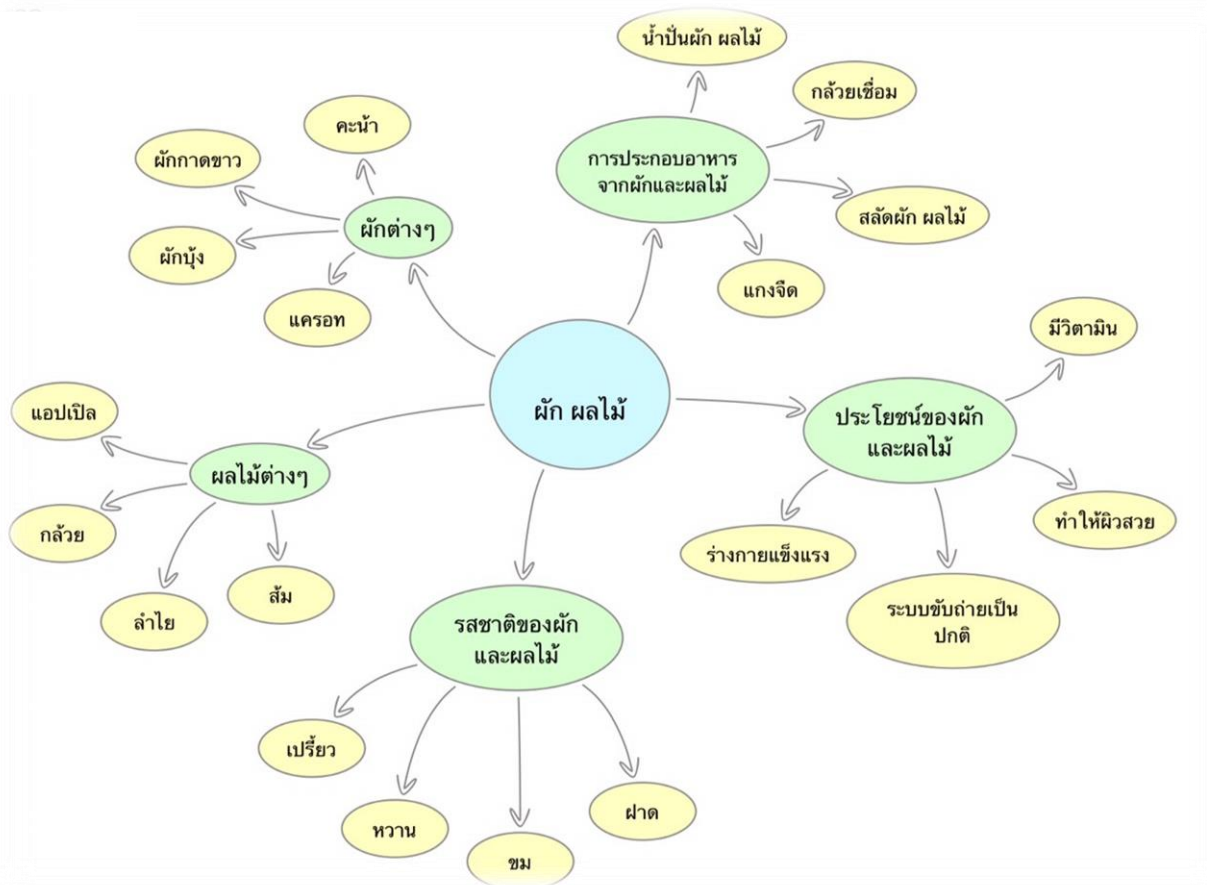 น้ำปั่นผัก ผลไม้
กล้วยเชื่อม
การประกอบอาหาร
จากผักและผลไม้
สลัดผัก ผลไม้
แกงจืด
คะน้า
ผักกาดขาว
ผักต่างๆ
ผักบุ้ง
แครอท
ผัก ผลไม้
มีวิตามิน
ประโยชน์ของผัก
และผลไม้
ทำให้ผิวสวย
ร่างกายแข็งแรง
ระบบขับถ่ายเป็น
ปกติ
แอปเปิล
ผลไม้ต่างๆ
กล้วย
ลำไย
ส้ม
รสชาติของผัก
และผลไม้
เปรี้ยว
หวาน
ขม
ฝาด